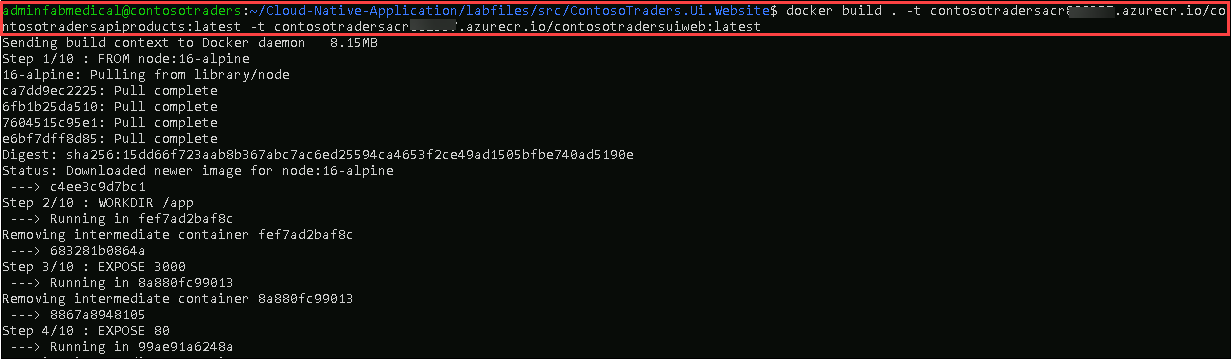 adminfabmedical@contosotraders:~/Cloud-Native-Application/labfiles/src/ContosoTraders.Ui.Website$ docker build . -t contosotradersacr .azurecr.io/co
ntosotradersapiproducts:latest -t contosotradersacr .azurecr.io/contosotradersuiweb:latest
Sending build context to Docker daemon   8.15MB
Step 1/10 : FROM node:16-alpine
16-alpine: Pulling from library/node
ca7dd9ec2225: Pull complete
6fb1b25da510: Pull complete
7604515c95e1: Pull complete
e6bf7dff8d85: Pull complete
Digest: sha256:15dd66f723aab8b367abc7ac6ed25594ca4653f2ce49ad1505bfbe740ad5190e
Status: Downloaded newer image for node:16-alpine
 ---> c4ee3c9d7bc1
Step 2/10 : WORKDIR /app
 ---> Running in fef7ad2baf8c
Removing intermediate container fef7ad2baf8c
 ---> 683281b0864a
Step 3/10 : EXPOSE 3000
 ---> Running in 8a880fc99013
Removing intermediate container 8a880fc99013
 ---> 8867a8948105
Step 4/10 : EXPOSE 80
 ---> Running in 99ae91a6248a